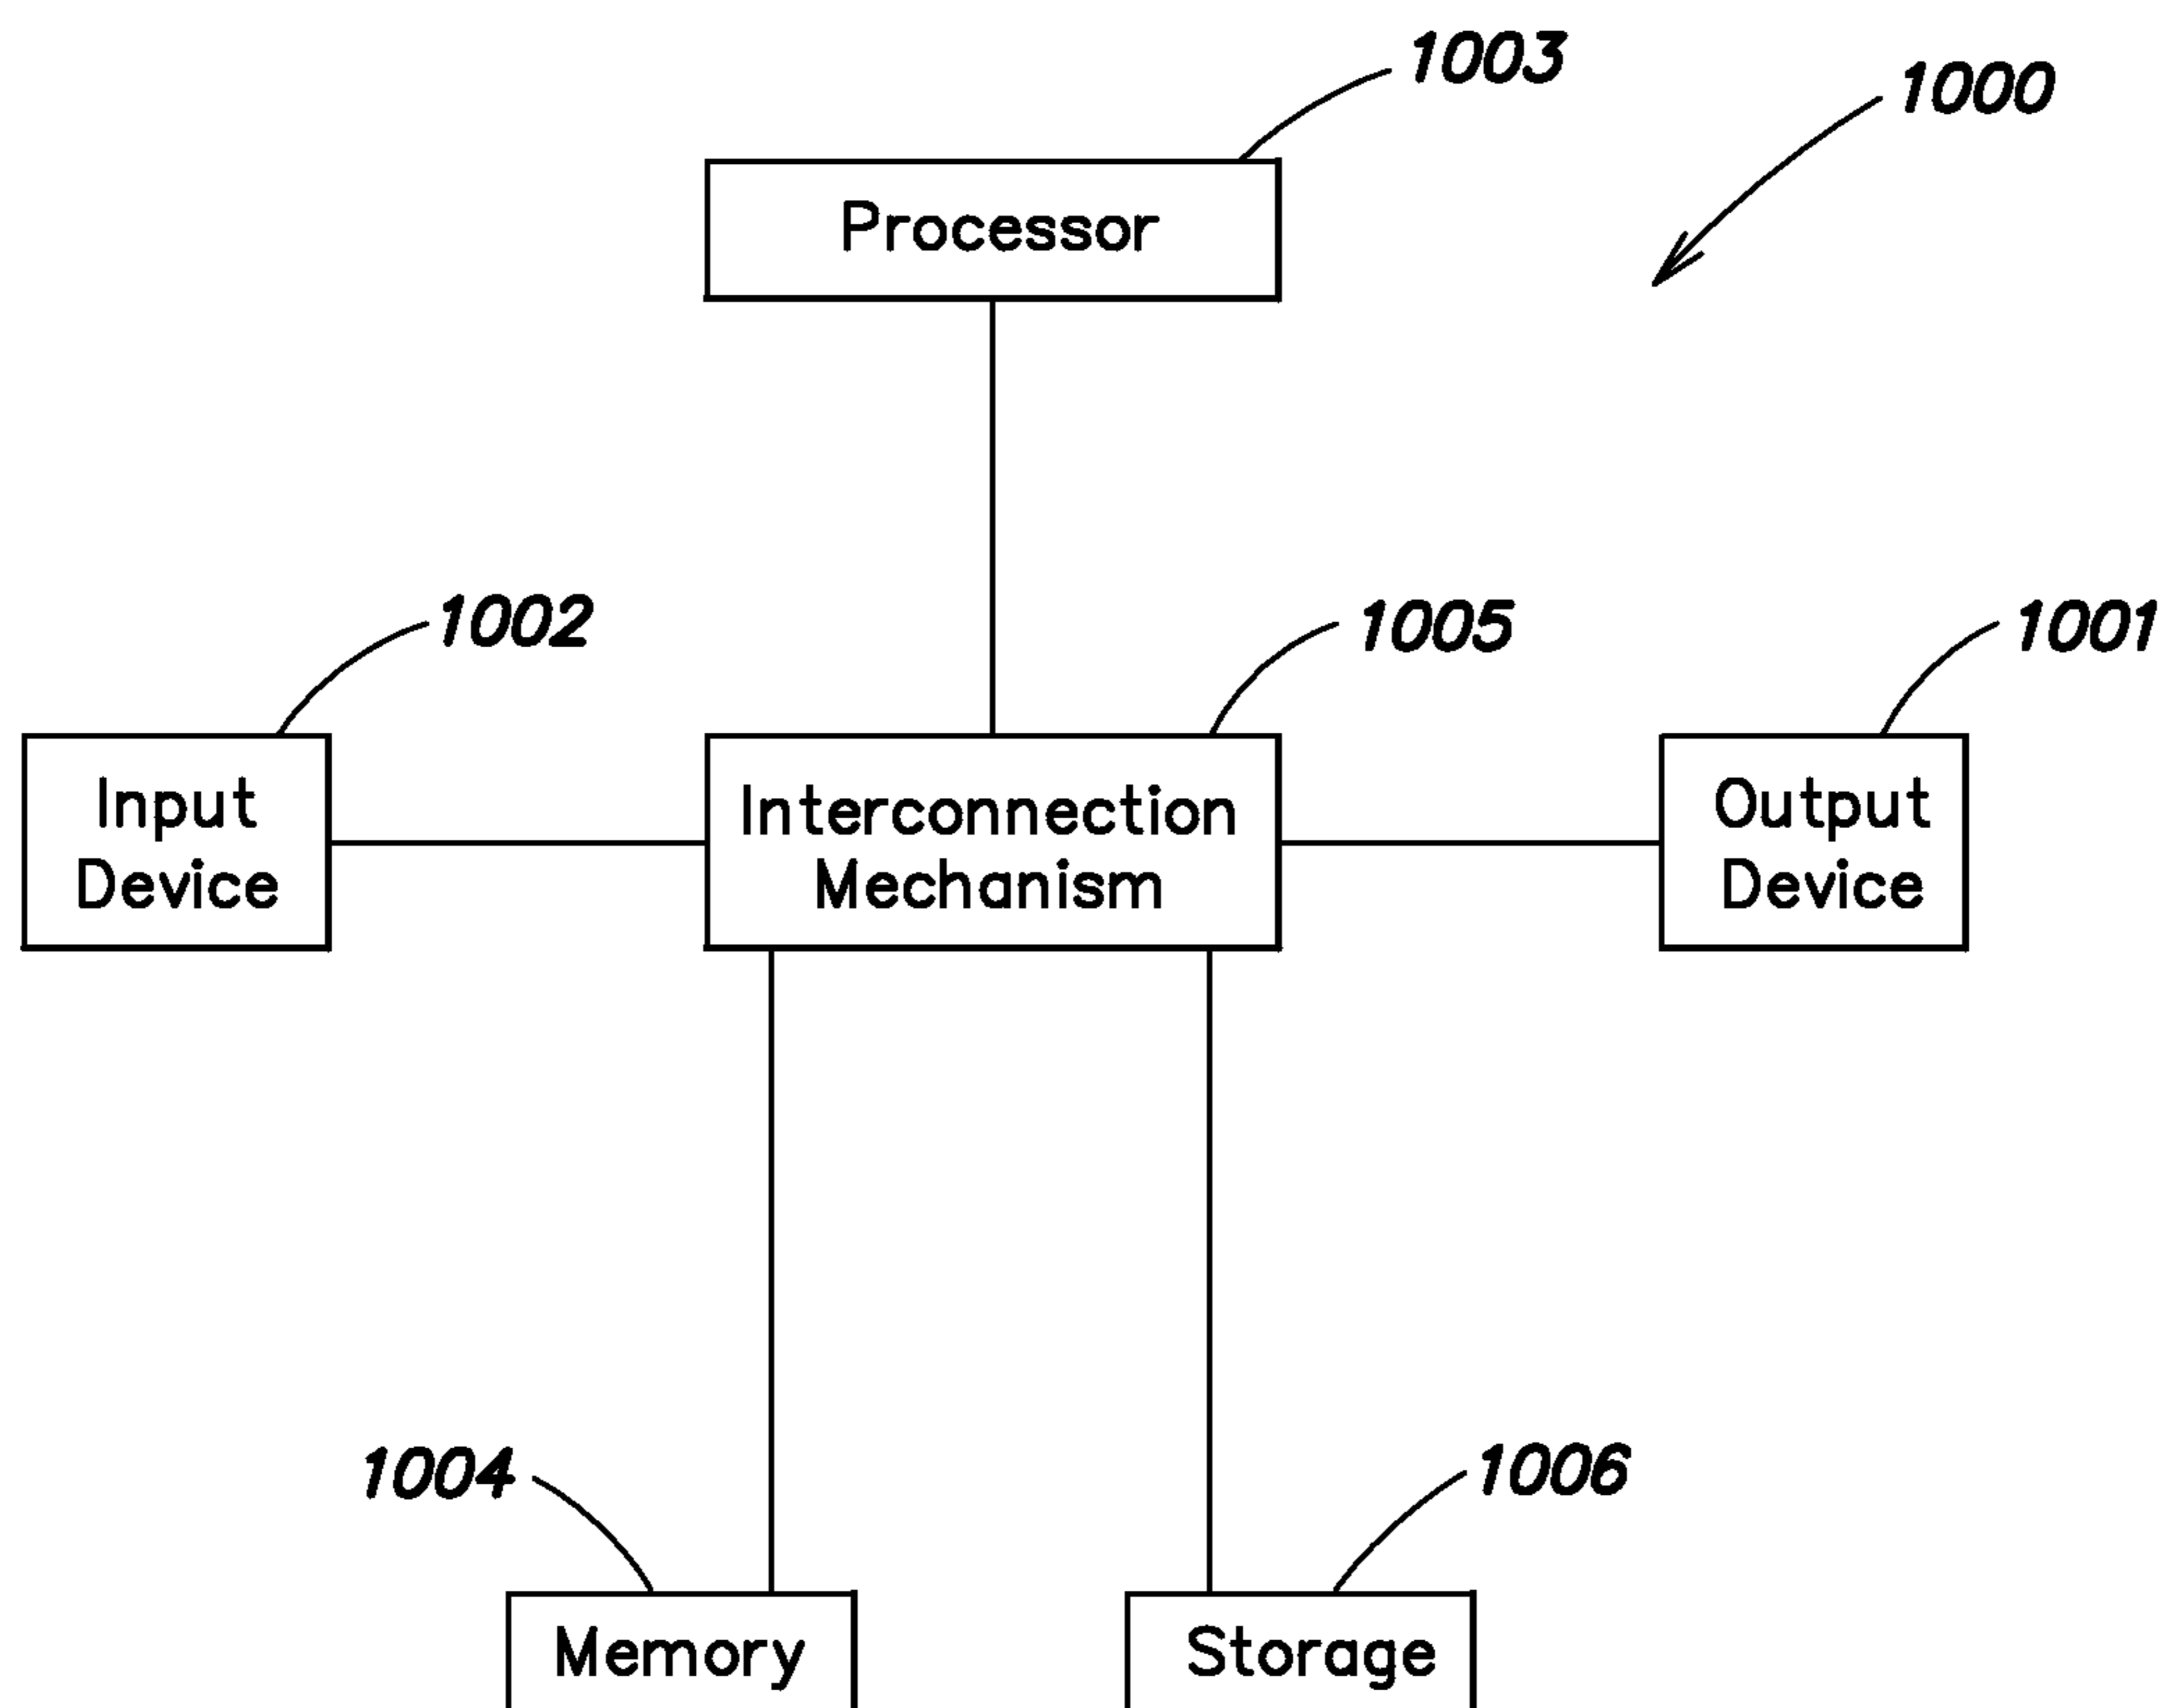 1003
1000
Processor
1002
1005
1001
Input
Device
Interconnection
Mechanism
Output
Device
1004
1006
Memory
Storage